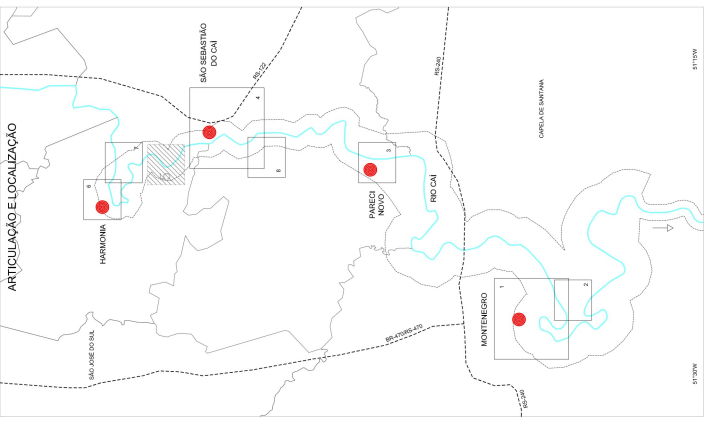 ARTICULAÇÃO E LOCALIZAÇÃO
SÃO SEBASTIÃO
DO CAÍ
RS-122
RS-240
51°15'W
CAPELA DE SANTANA
4
7
6
8
3
HARMONIA
PARECI
NOVO
RIO CAÍ
MONTENEGRO
1
2
SÃO JOSÉ DO SUL
BR-470/RS-470
RS-240
51°30'W